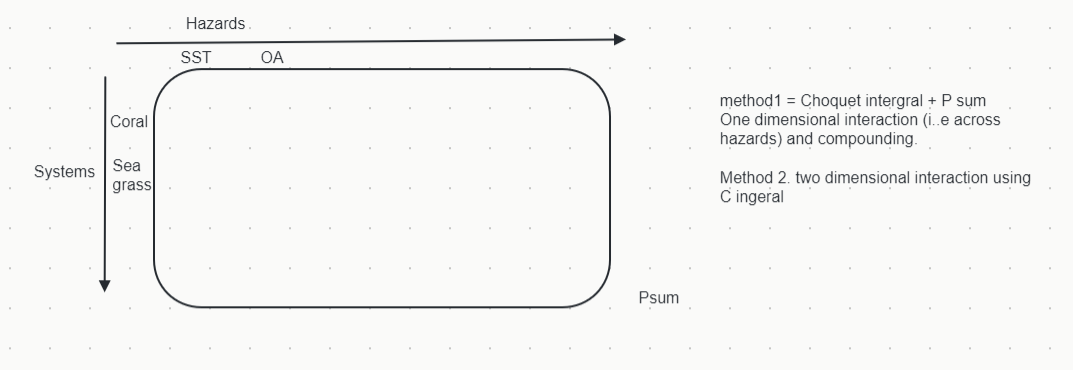 Hazards
SST OA
Coral
Systems
Sea
grass
Psum
method1 = Choquet intergral + P sum
One dimensional interaction (i..e across
hazards) and compounding.
Method 2. two dimensional interaction using
C ingeral